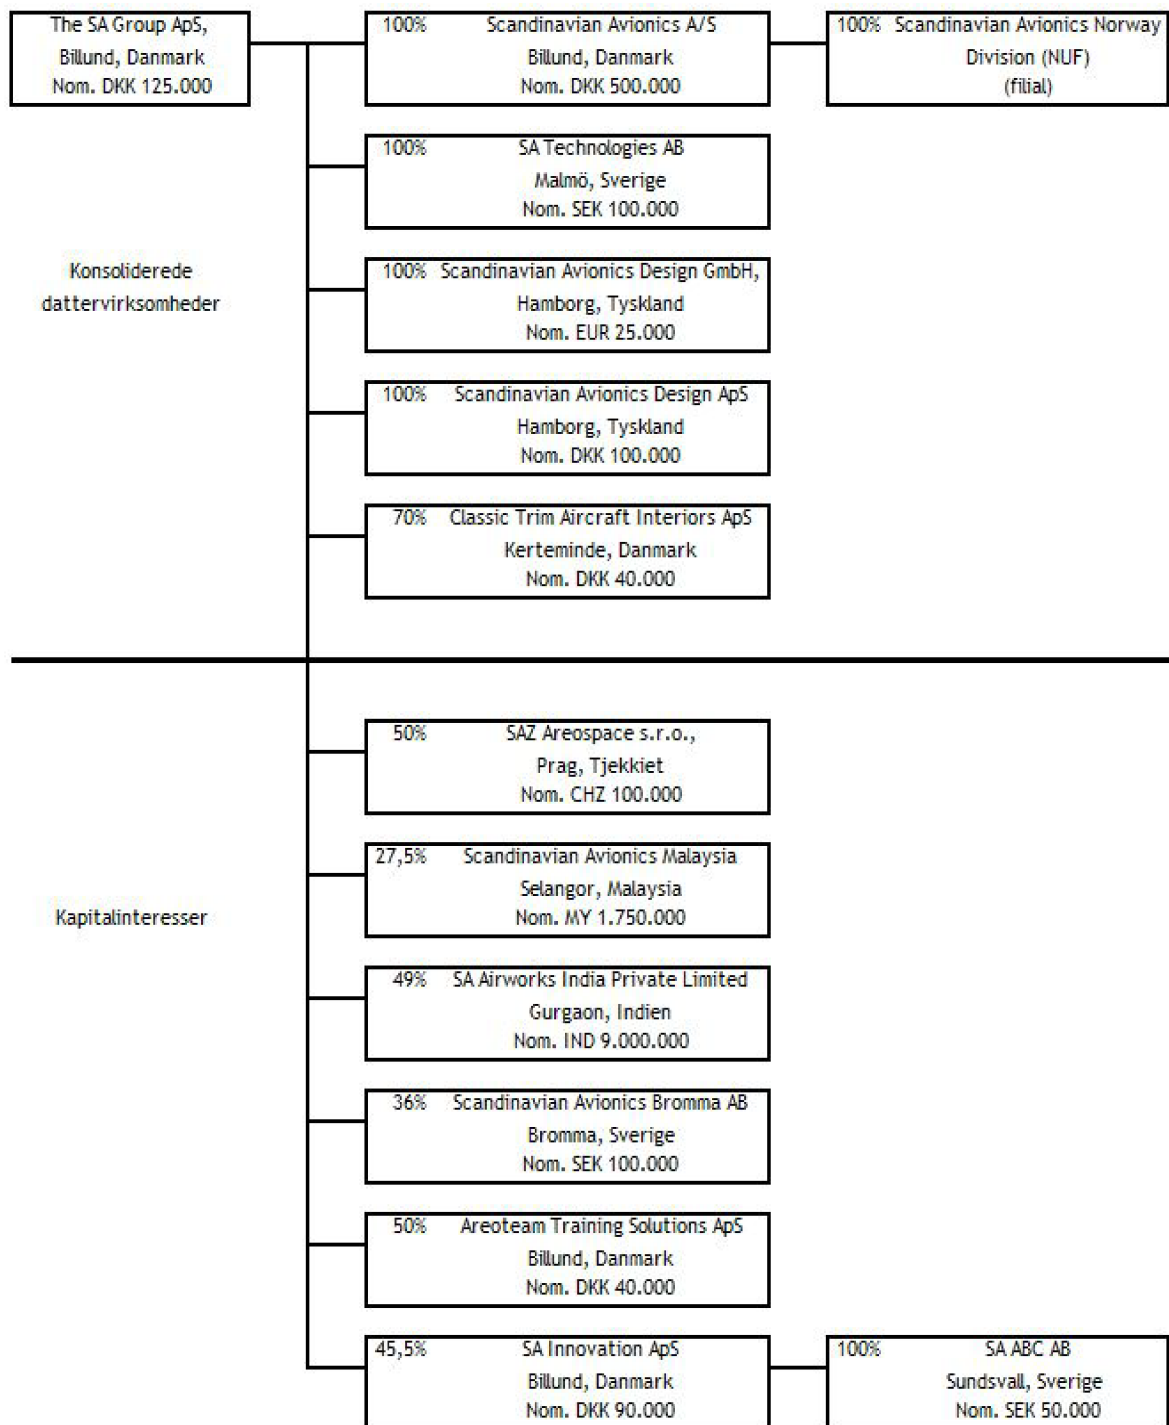 The SA Group ApS,
Billund, Danmark
Nom. DKK 125.000
100% Scandinavian Avionics A/S
Billund, Danmark
Nom. DKK 500.000
100% Scandinavian Avionics Norway
Division (NUF)
(filial)
100% SA Technologies AB
Malmö, Sverige
Nom. SEK 100.000
Konsoliderede
dattervirksomheder
100% Scandinavian Avionics Design GmbH,
Hamborg, Tyskland
Nom. EUR 25.000
100% Scandinavian Avionics Design ApS
Hamborg, Tyskland
Nom. DKK 100.000
70% Classic Trim Aircraft Interiors ApS
Kerteminde, Danmark
Nom. DKK 40.000
50% SAZ Areospace s.r.o.,
Prag, Tjekkiet
Nom. CHZ 100.000
27,5% Scandinavian Avionics Malaysia
Selangor, Malaysia
Nom. MY 1.750.000
Kapitalinteresser
49% SA Airworks India Private Limited
Gurgaon, Indien
Nom. IND 9.000.000
36% Scandinavian Avionics Bromma AB
Bromma, Sverige
Nom. SEK 100.000
50% Areoteam Training Solutions ApS
Billund, Danmark
Nom. DKK 40.000
45,5% SA Innovation ApS
Billund, Danmark
Nom. DKK 90.000
100% SA ABC AB
Sundsvall, Sverige
Nom. SEK 50.000